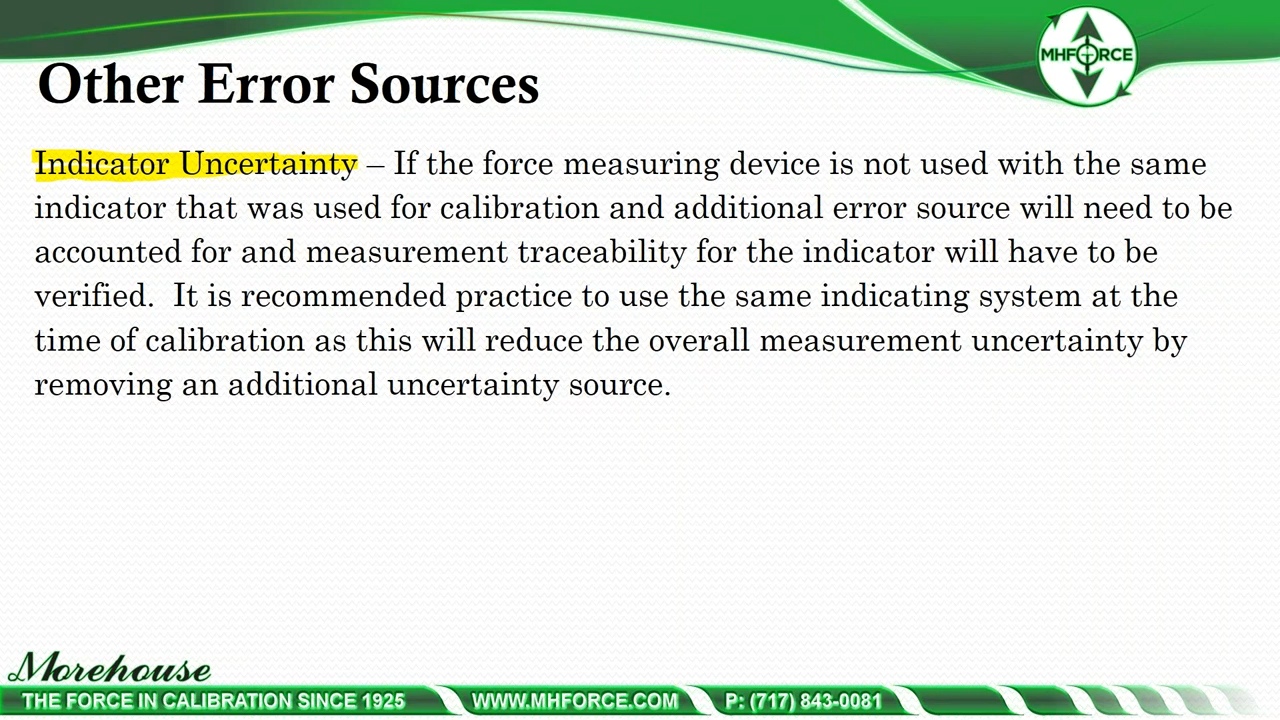 MHFORCE
Other Error Sources
Indicator Uncertainty – If the force measuring device is not used with the same
indicator that was used for calibration and additional error source will need to be
accounted for and measurement traceability for the indicator will have to be
verified.  It is recommended practice to use the same indicating system at the
time of calibration as this will reduce the overall measurement uncertainty by
removing an additional uncertainty source.
Morehouse
THE FORCE IN CALIBRATION SINCE 1925 WWW.MHFORCE.COM P: (717) 843-0081